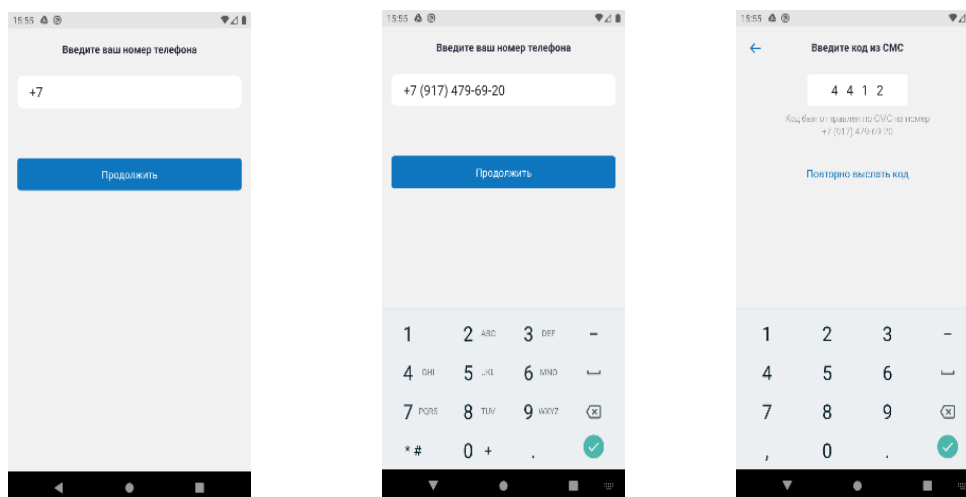 15:55
Введите ваш номер телефона
+7
Продолжить
15:55
Введите ваш номер телефона
+7 (917) 479-69-20
Продолжить
1 2 ABC 3 DEF -
4 GHI 5 JKL 6 MNO
7 PQRS 8 TUV 9 WXYZ
* # 0 + .
15:55
Введите код из СМС
4 4 1 2
Код был отправлен по СМС на номер
+7 (917) 479-69-20
Повторно выслать код
1 2 3 -
4 5 6
7 8 9
, 0 .